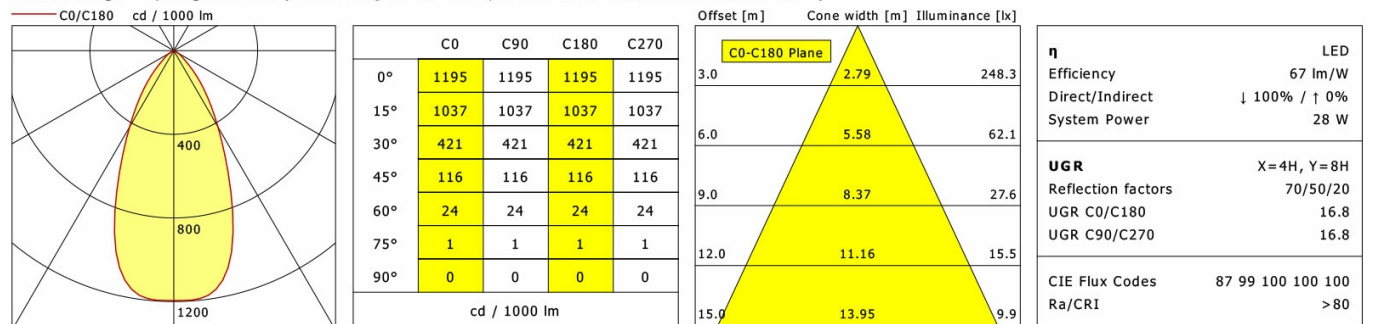 C0/C180 cd / 1000 lm
400
800
1200
C0 C90 C180 C270
0° 1195 1195 1195 1195
15° 1037 1037 1037 1037
30° 421 421 421 421
45° 116 116 116 116
60° 24 24 24 24
75° 1 1 1 1
90° 0 0 0 0
cd / 1000 lm
Offset [m] Cone width [m] Illuminance [lx]
C0-C180 Plane
3.0 2.79 248.3
6.0 5.58 62.1
9.0 8.37 27.6
12.0 11.16 15.5
15.0 13.95 9.9
η LED
Efficiency 67 lm/W
Direct/Indirect ↓ 100% / ↑ 0%
System Power 28 W
UGR X=4H, Y=8H
Reflection factors 70/50/20
UGR C0/C180 16.8
UGR C90/C270 16.8
CIE Flux Codes 87 99 100 100 100
Ra/CRI >80